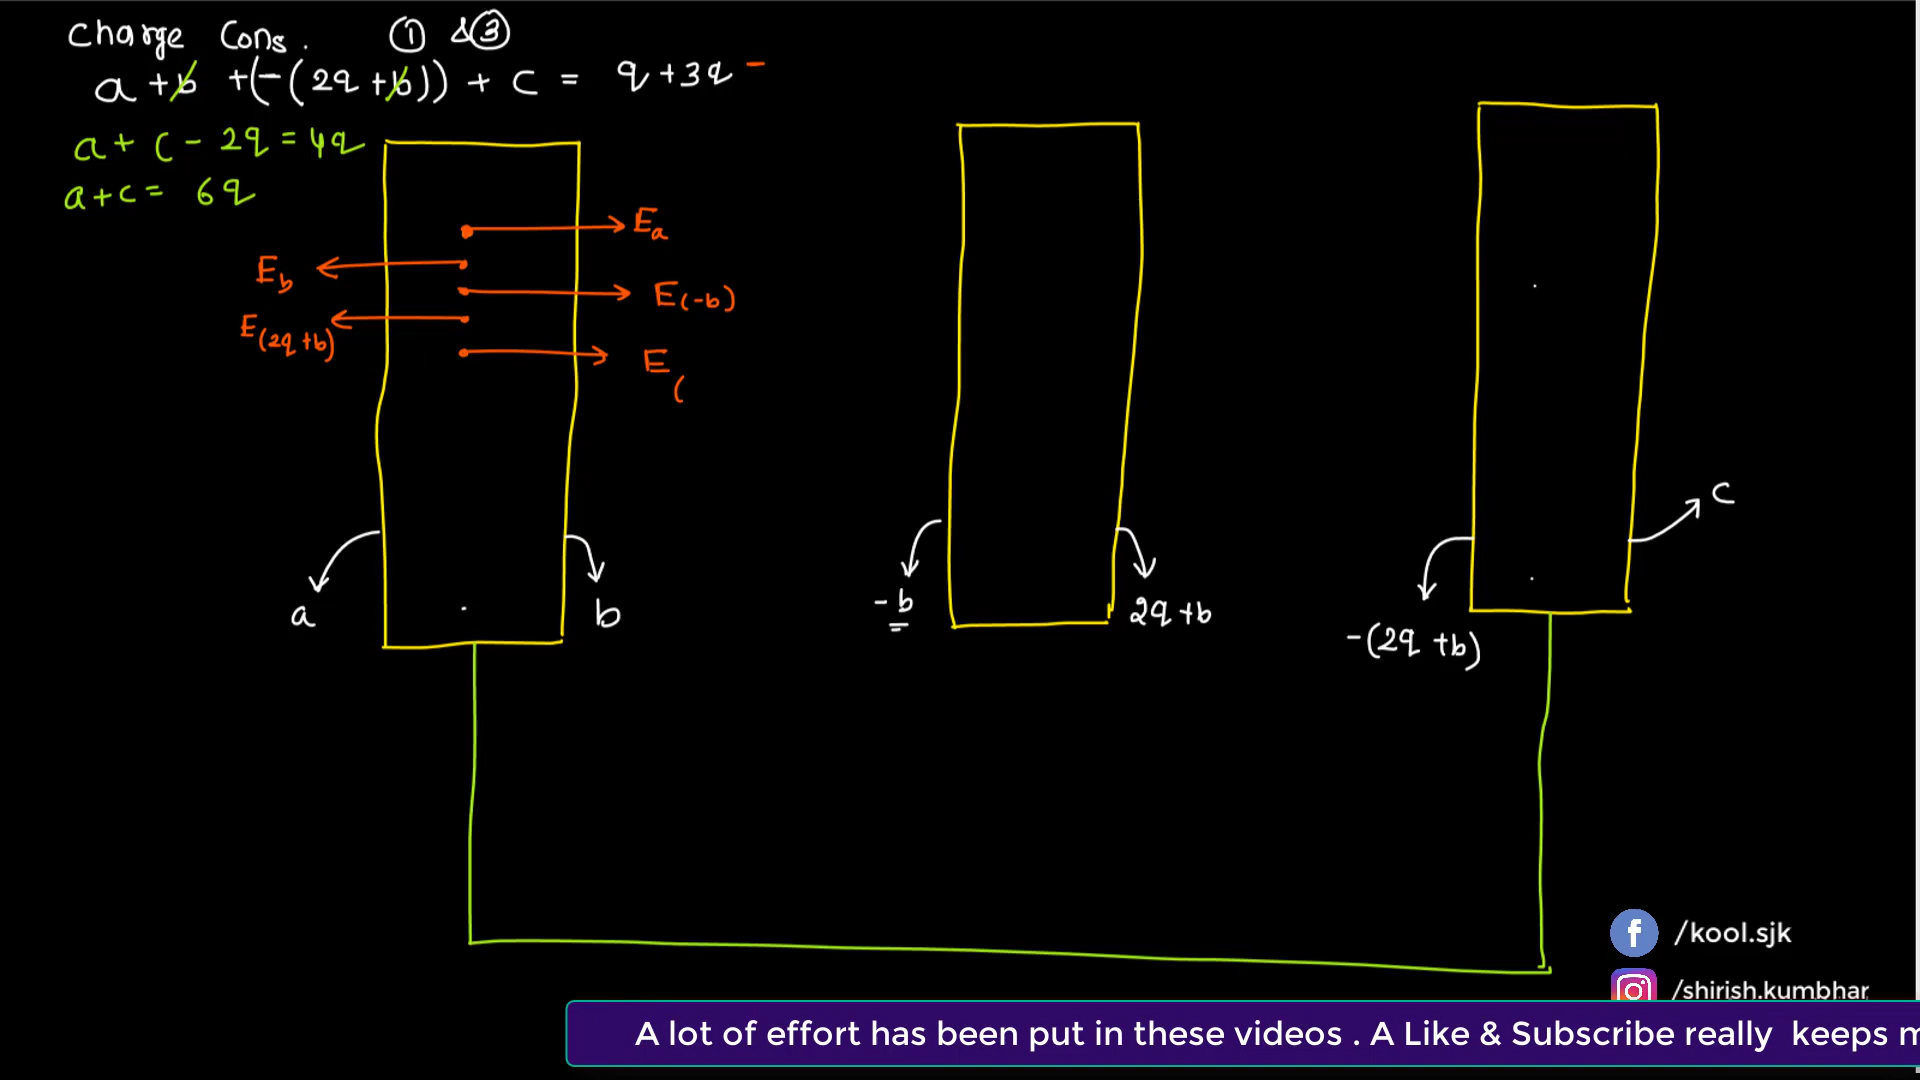 Charge Cons. ① & ③
a + b + (-(2q + b)) + c = q + 3q -
a + c - 2q = 4q
a + c = 6q
Ea
Eb
E(-b)
E(2q + b)
E(
c
a
b
-b
2q + b
-(2q + b)
/kool.sjk
/shirish.kumbhar
A lot of effort has been put in these videos . A Like & Subscribe really keeps m